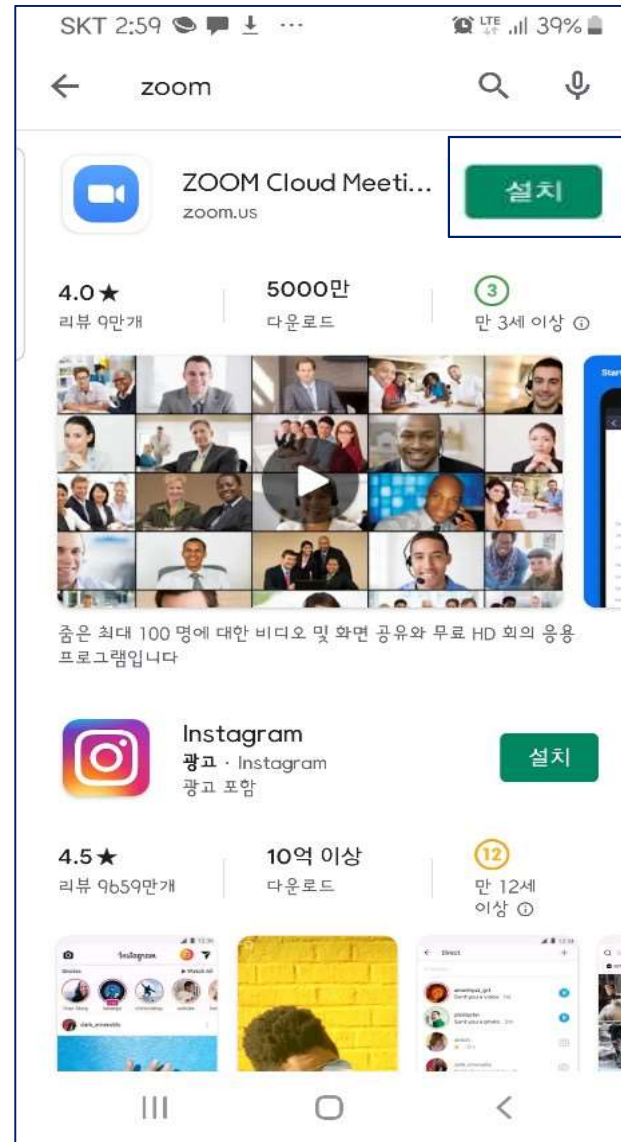 SKT 2:59 ... LTE 39%
zoom
ZOOM Cloud Meeti...
zoom.us
설치
4.0★ 5000만 3
리뷰 9만개 다운로드 만 3세 이상
Start
줌은 최대 100 명에 대한 비디오 및 화면 공유와 무료 HD 회의 응용
프로그램입니다
Instagram
광고 · Instagram
광고 포함
설치
4.5★ 10억 이상 12
리뷰 9659만개 다운로드 만 12세
이상
Instagram
Direct